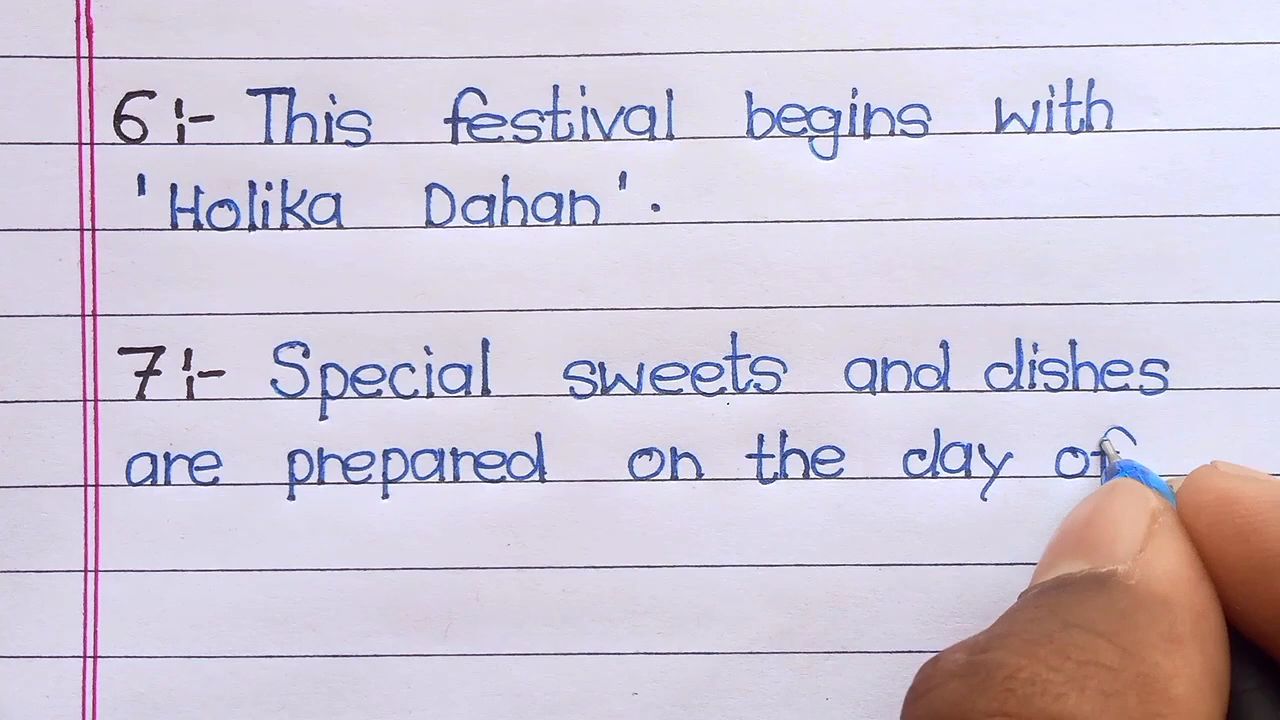 6:- This festival begins with
'Holika Dahan'.
7:- Special sweets and dishes
are prepared on the day of